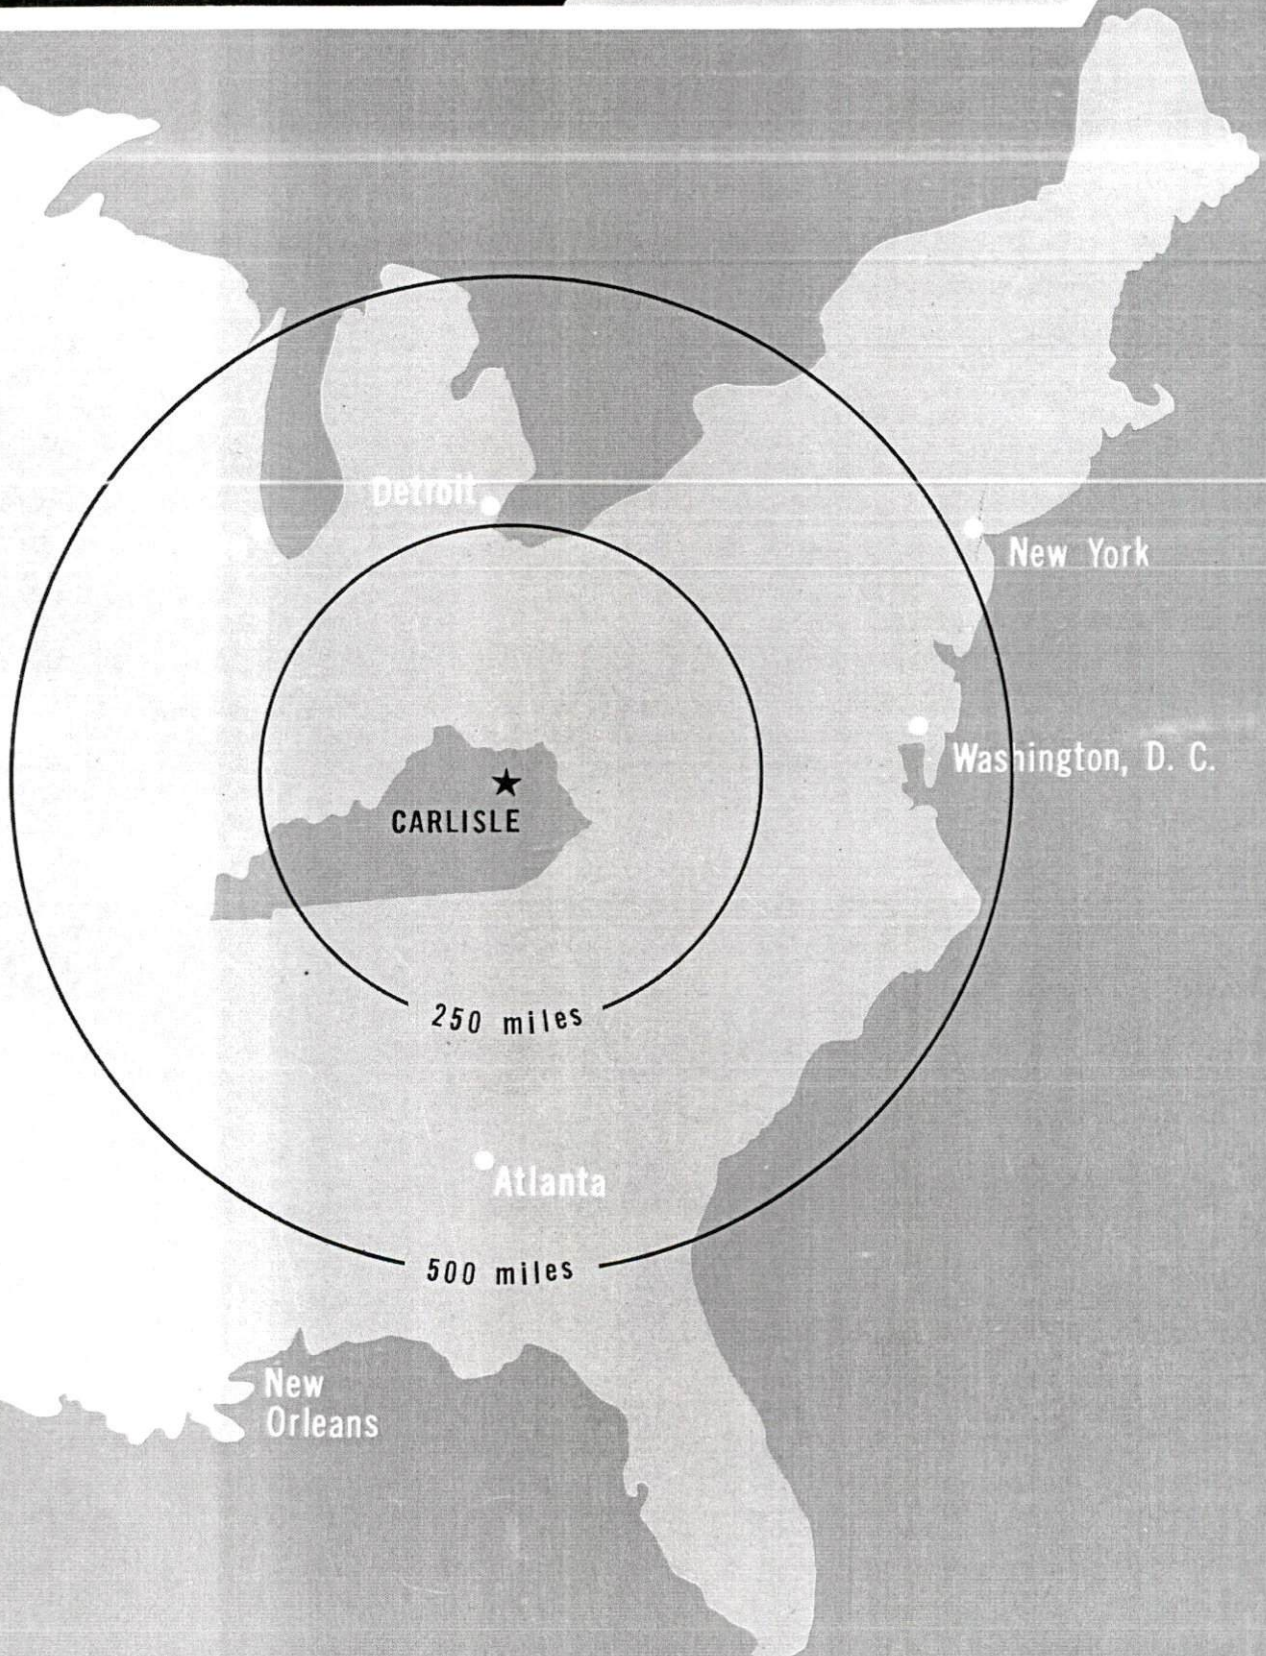 Detroit
New York
Washington, D. C.
CARLISLE
250 miles
Atlanta
500 miles
New
Orleans